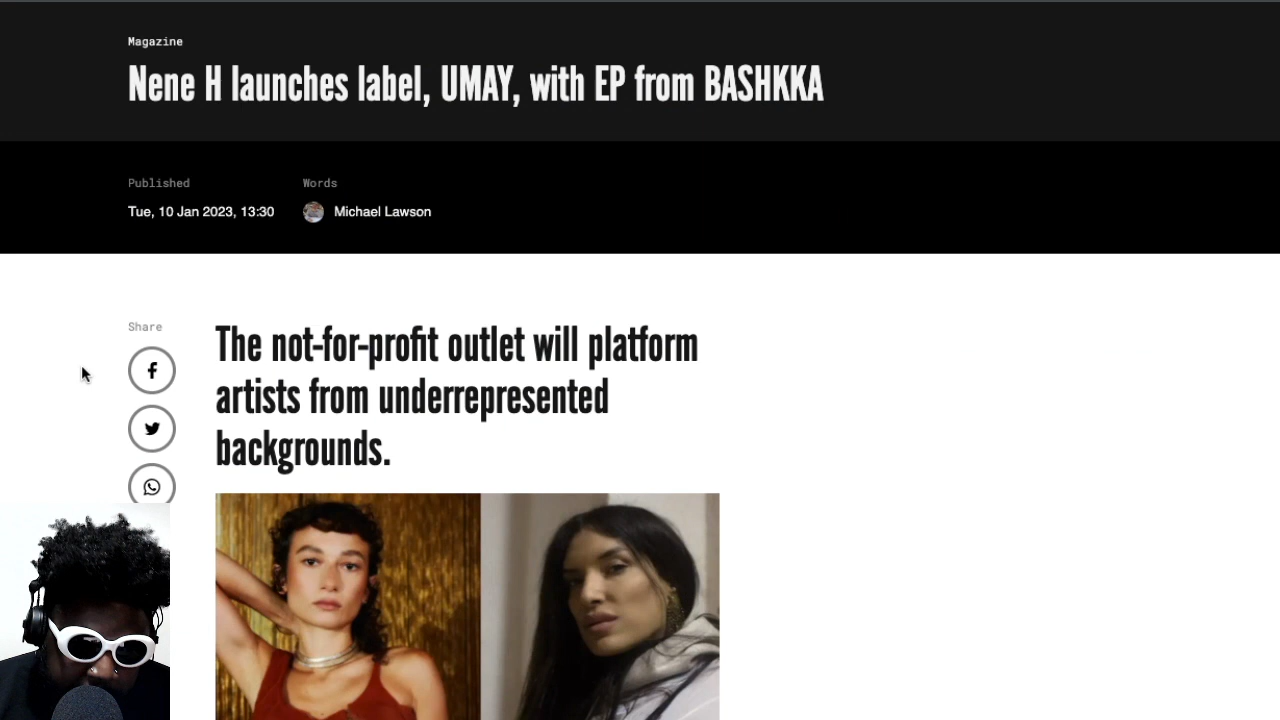 Magazine
Nene H launches label, UMAY, with EP from BASHKKA
Published
Words
Tue, 10 Jan 2023, 13:30
Michael Lawson
Share
The not-for-profit outlet will platform
artists from underrepresented
backgrounds.